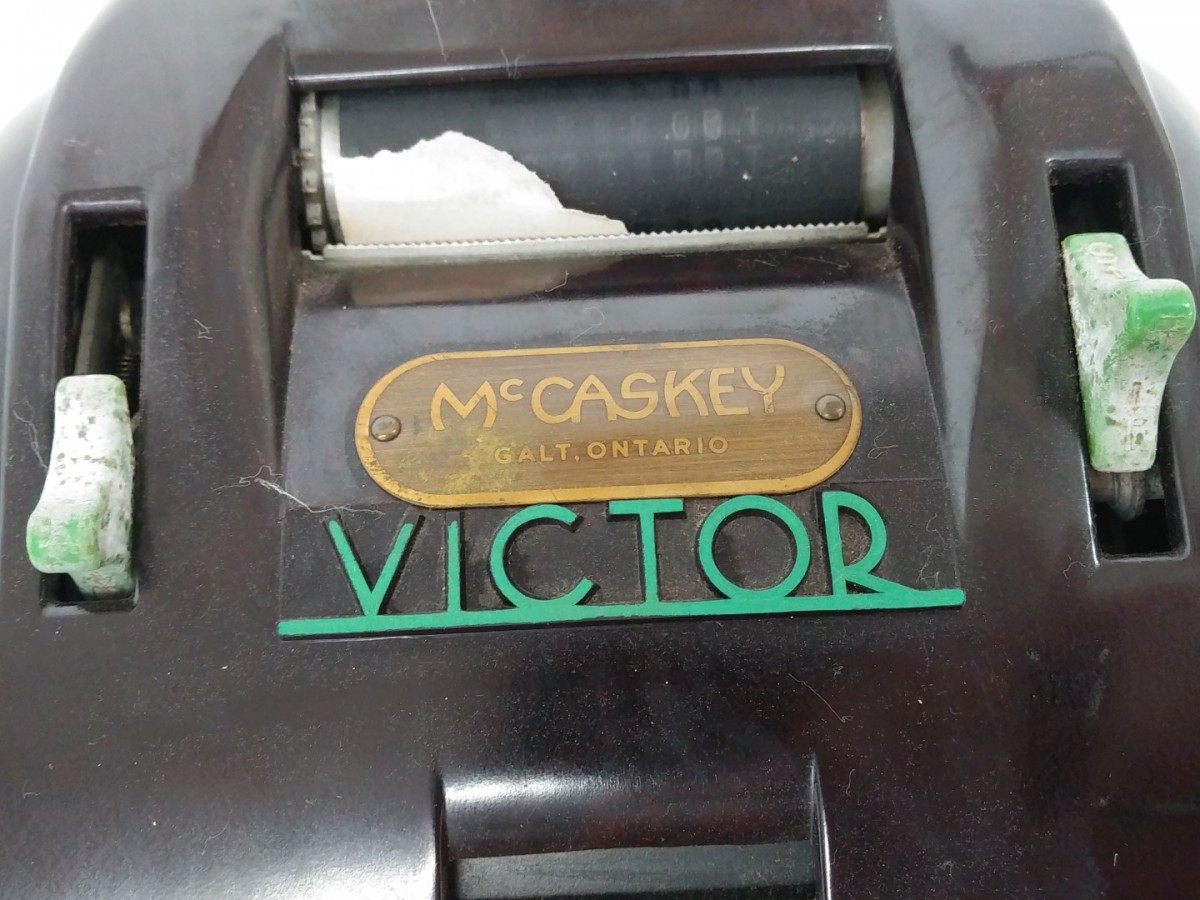 McCASKEY
GALT, ONTARIO
VICTOR